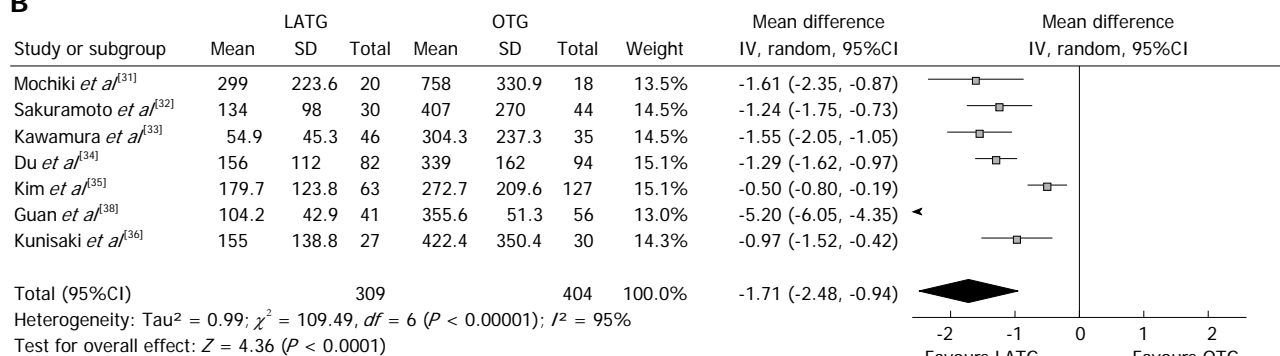 B
LATG OTG Mean difference Mean difference
Study or subgroup Mean SD Total Mean SD Total Weight IV, random, 95%CI IV, random, 95%CI
Mochiki et al[31] 299 223.6 20 758 330.9 18 13.5% -1.61 (-2.35, -0.87)
Sakuramoto et al[32] 134 98 30 407 270 44 14.5% -1.24 (-1.75, -0.73)
Kawamura et al[33] 54.9 45.3 46 304.3 237.3 35 14.5% -1.55 (-2.05, -1.05)
Du et al[34] 156 112 82 339 162 94 15.1% -1.29 (-1.62, -0.97)
Kim et al[35] 179.7 123.8 63 272.7 209.6 127 15.1% -0.50 (-0.80, -0.19)
Guan et al[38] 104.2 42.9 41 355.6 51.3 56 13.0% -5.20 (-6.05, -4.35)
Kunisaki et al[36] 155 138.8 27 422.4 350.4 30 14.3% -0.97 (-1.52, -0.42)
Total (95%CI) 309 404 100.0% -1.71 (-2.48, -0.94)
Heterogeneity: Tau² = 0.99; χ² = 109.49, df = 6 (P < 0.00001); I² = 95%
-2 -1 0 1 2
Test for overall effect: Z = 4.36 (P < 0.0001)
Favours LATG Favours OTG